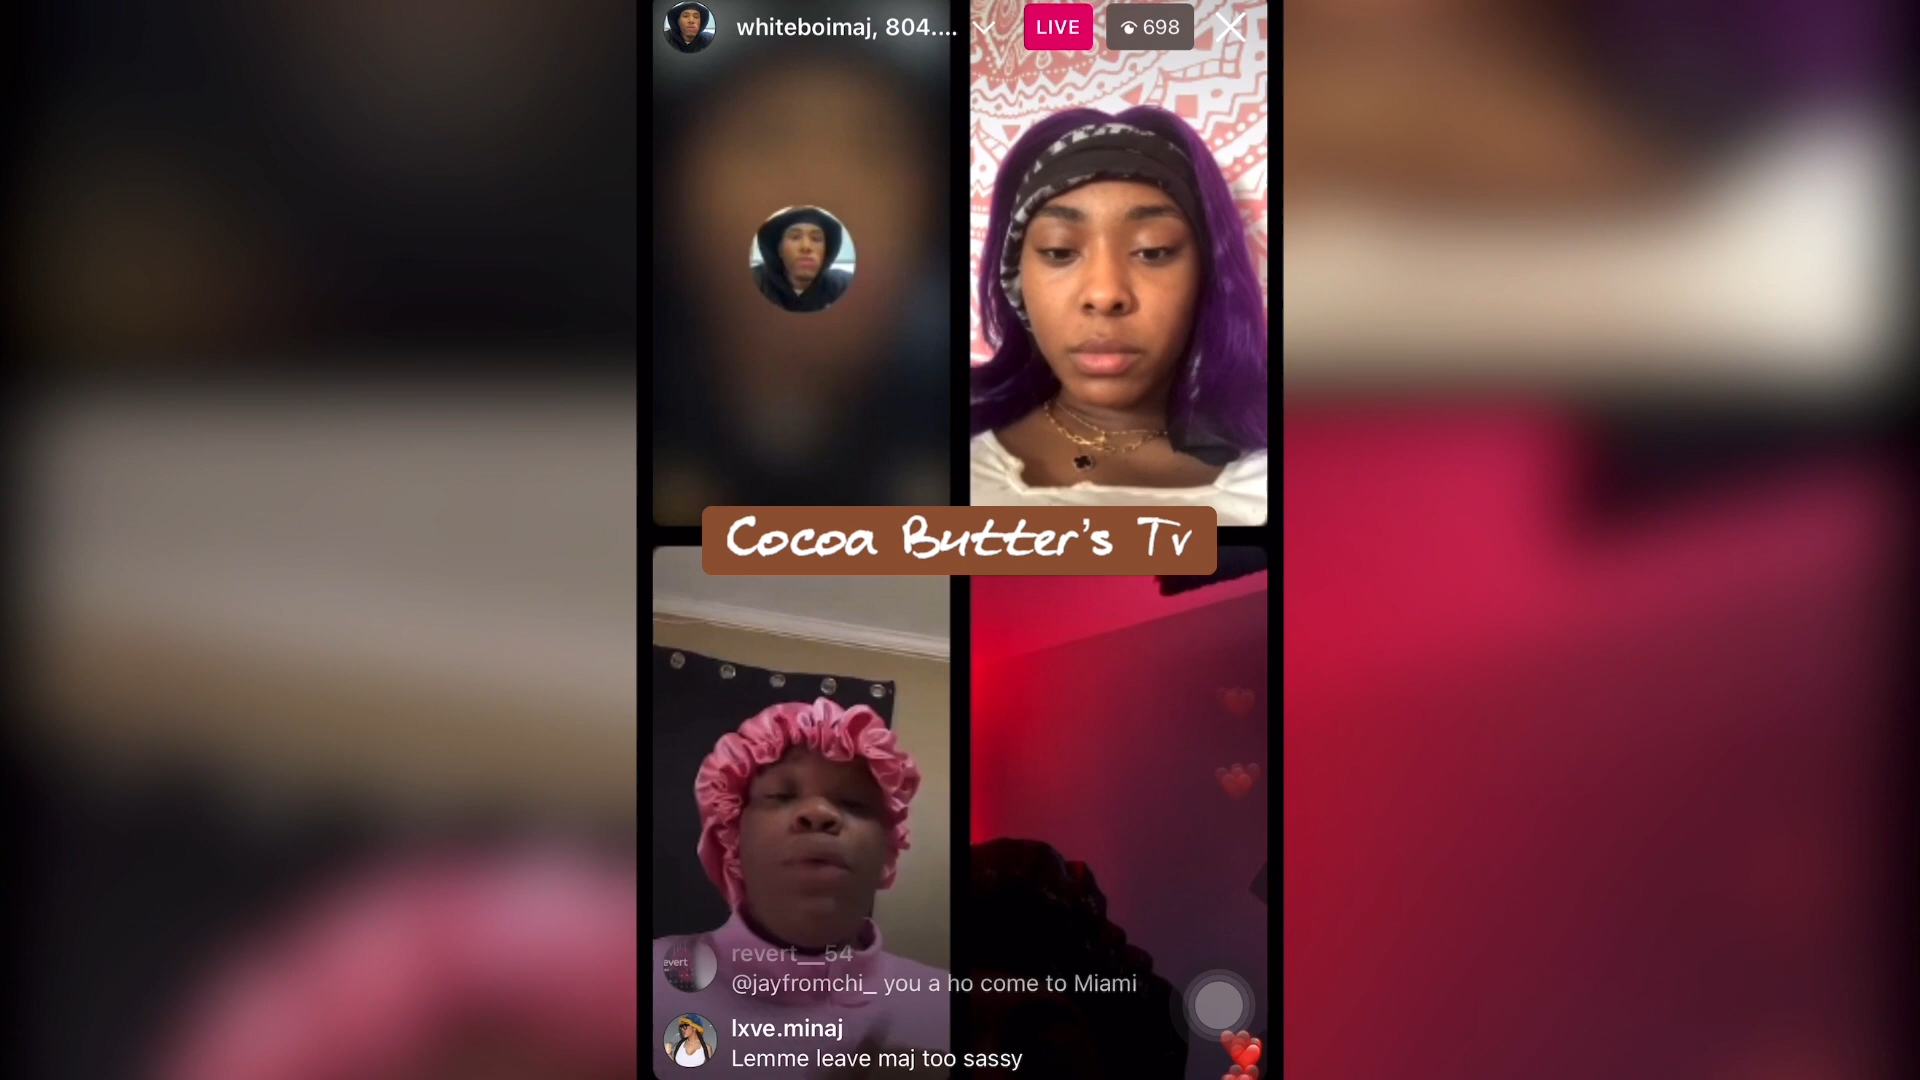 whiteboimaj, 804....
LIVE
698
Cocoa Butter's Tv
evert
revert__54
@jayfromchi_ you a ho come to Miami
lxve.minaj
Lemme leave maj too sassy